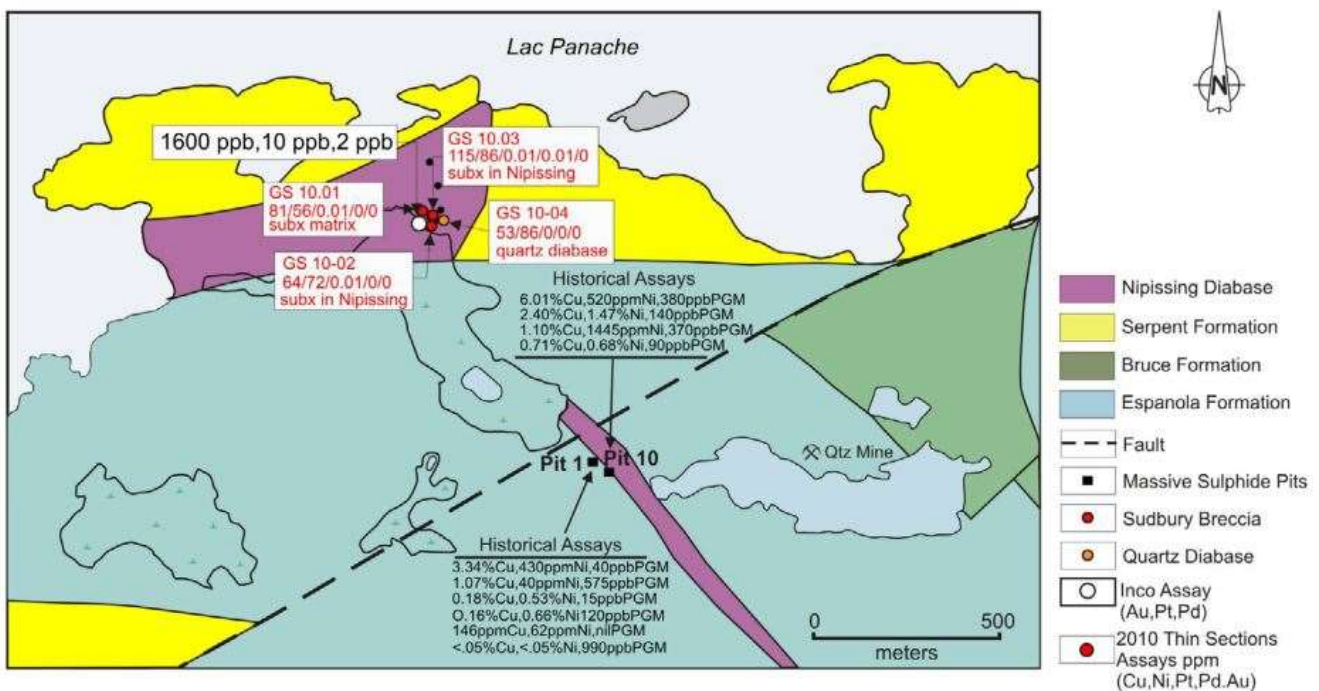 Lac Panache
N
1600 ppb,10 ppb,2 ppb
GS 10.03
115/86/0.01/0.01/0
subx in Nipissing
GS 10.01
81/56/0.01/0/0
subx matrix
GS 10-04
53/86/0/0/0
quartz diabase
GS 10-02
64/72/0.01/0/0
subx in Nipissing
Historical Assays
6.01%Cu,520ppmNi,380ppbPGM
2.40%Cu,1.47%Ni,140ppbPGM
1.10%Cu,1445ppmNi,370ppbPGM
0.71%Cu,0.68%Ni,90ppbPGM
Pit 1
Pit 10
Qtz Mine
Historical Assays
3.34%Cu,430ppmNi,40ppbPGM
1.07%Cu,40ppmNi,575ppbPGM
0.18%Cu,0.53%Ni,15ppbPGM
O.16%Cu,0.66%Ni120ppbPGM
146ppmCu,62ppmNi,nilPGM
<.05%Cu,<.05%Ni,990ppbPGM
0
500
meters
Nipissing Diabase
Serpent Formation
Bruce Formation
Espanola Formation
Fault
Massive Sulphide Pits
Sudbury Breccia
Quartz Diabase
Inco Assay
(Au,Pt,Pd)
2010 Thin Sections
Assays ppm
(Cu,Ni,Pt,Pd.Au)